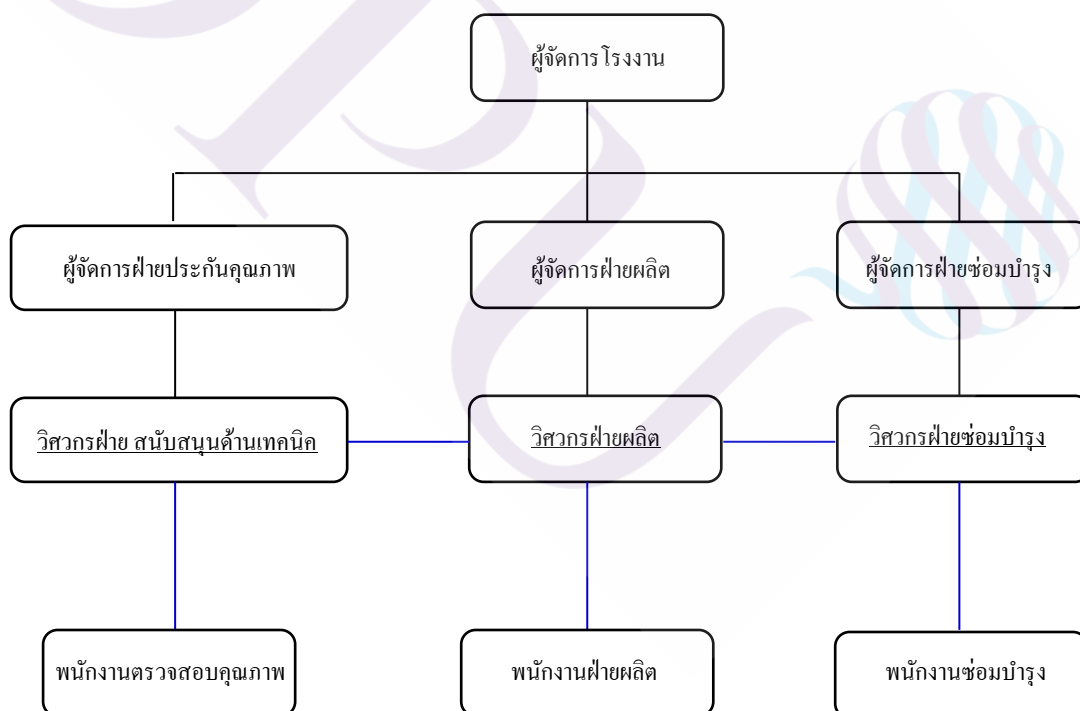 ผู้จัดการโรงงาน
ผู้จัดการฝ่ายประกันคุณภาพ
ผู้จัดการฝ่ายผลิต
ผู้จัดการฝ่ายซ่อมบำรุง
วิศวกรฝ่าย สนับสนุนด้านเทคนิค
วิศวกรฝ่ายผลิต
วิศวกรฝ่ายซ่อมบำรุง
พนักงานตรวจสอบคุณภาพ
พนักงานฝ่ายผลิต
พนักงานซ่อมบำรุง